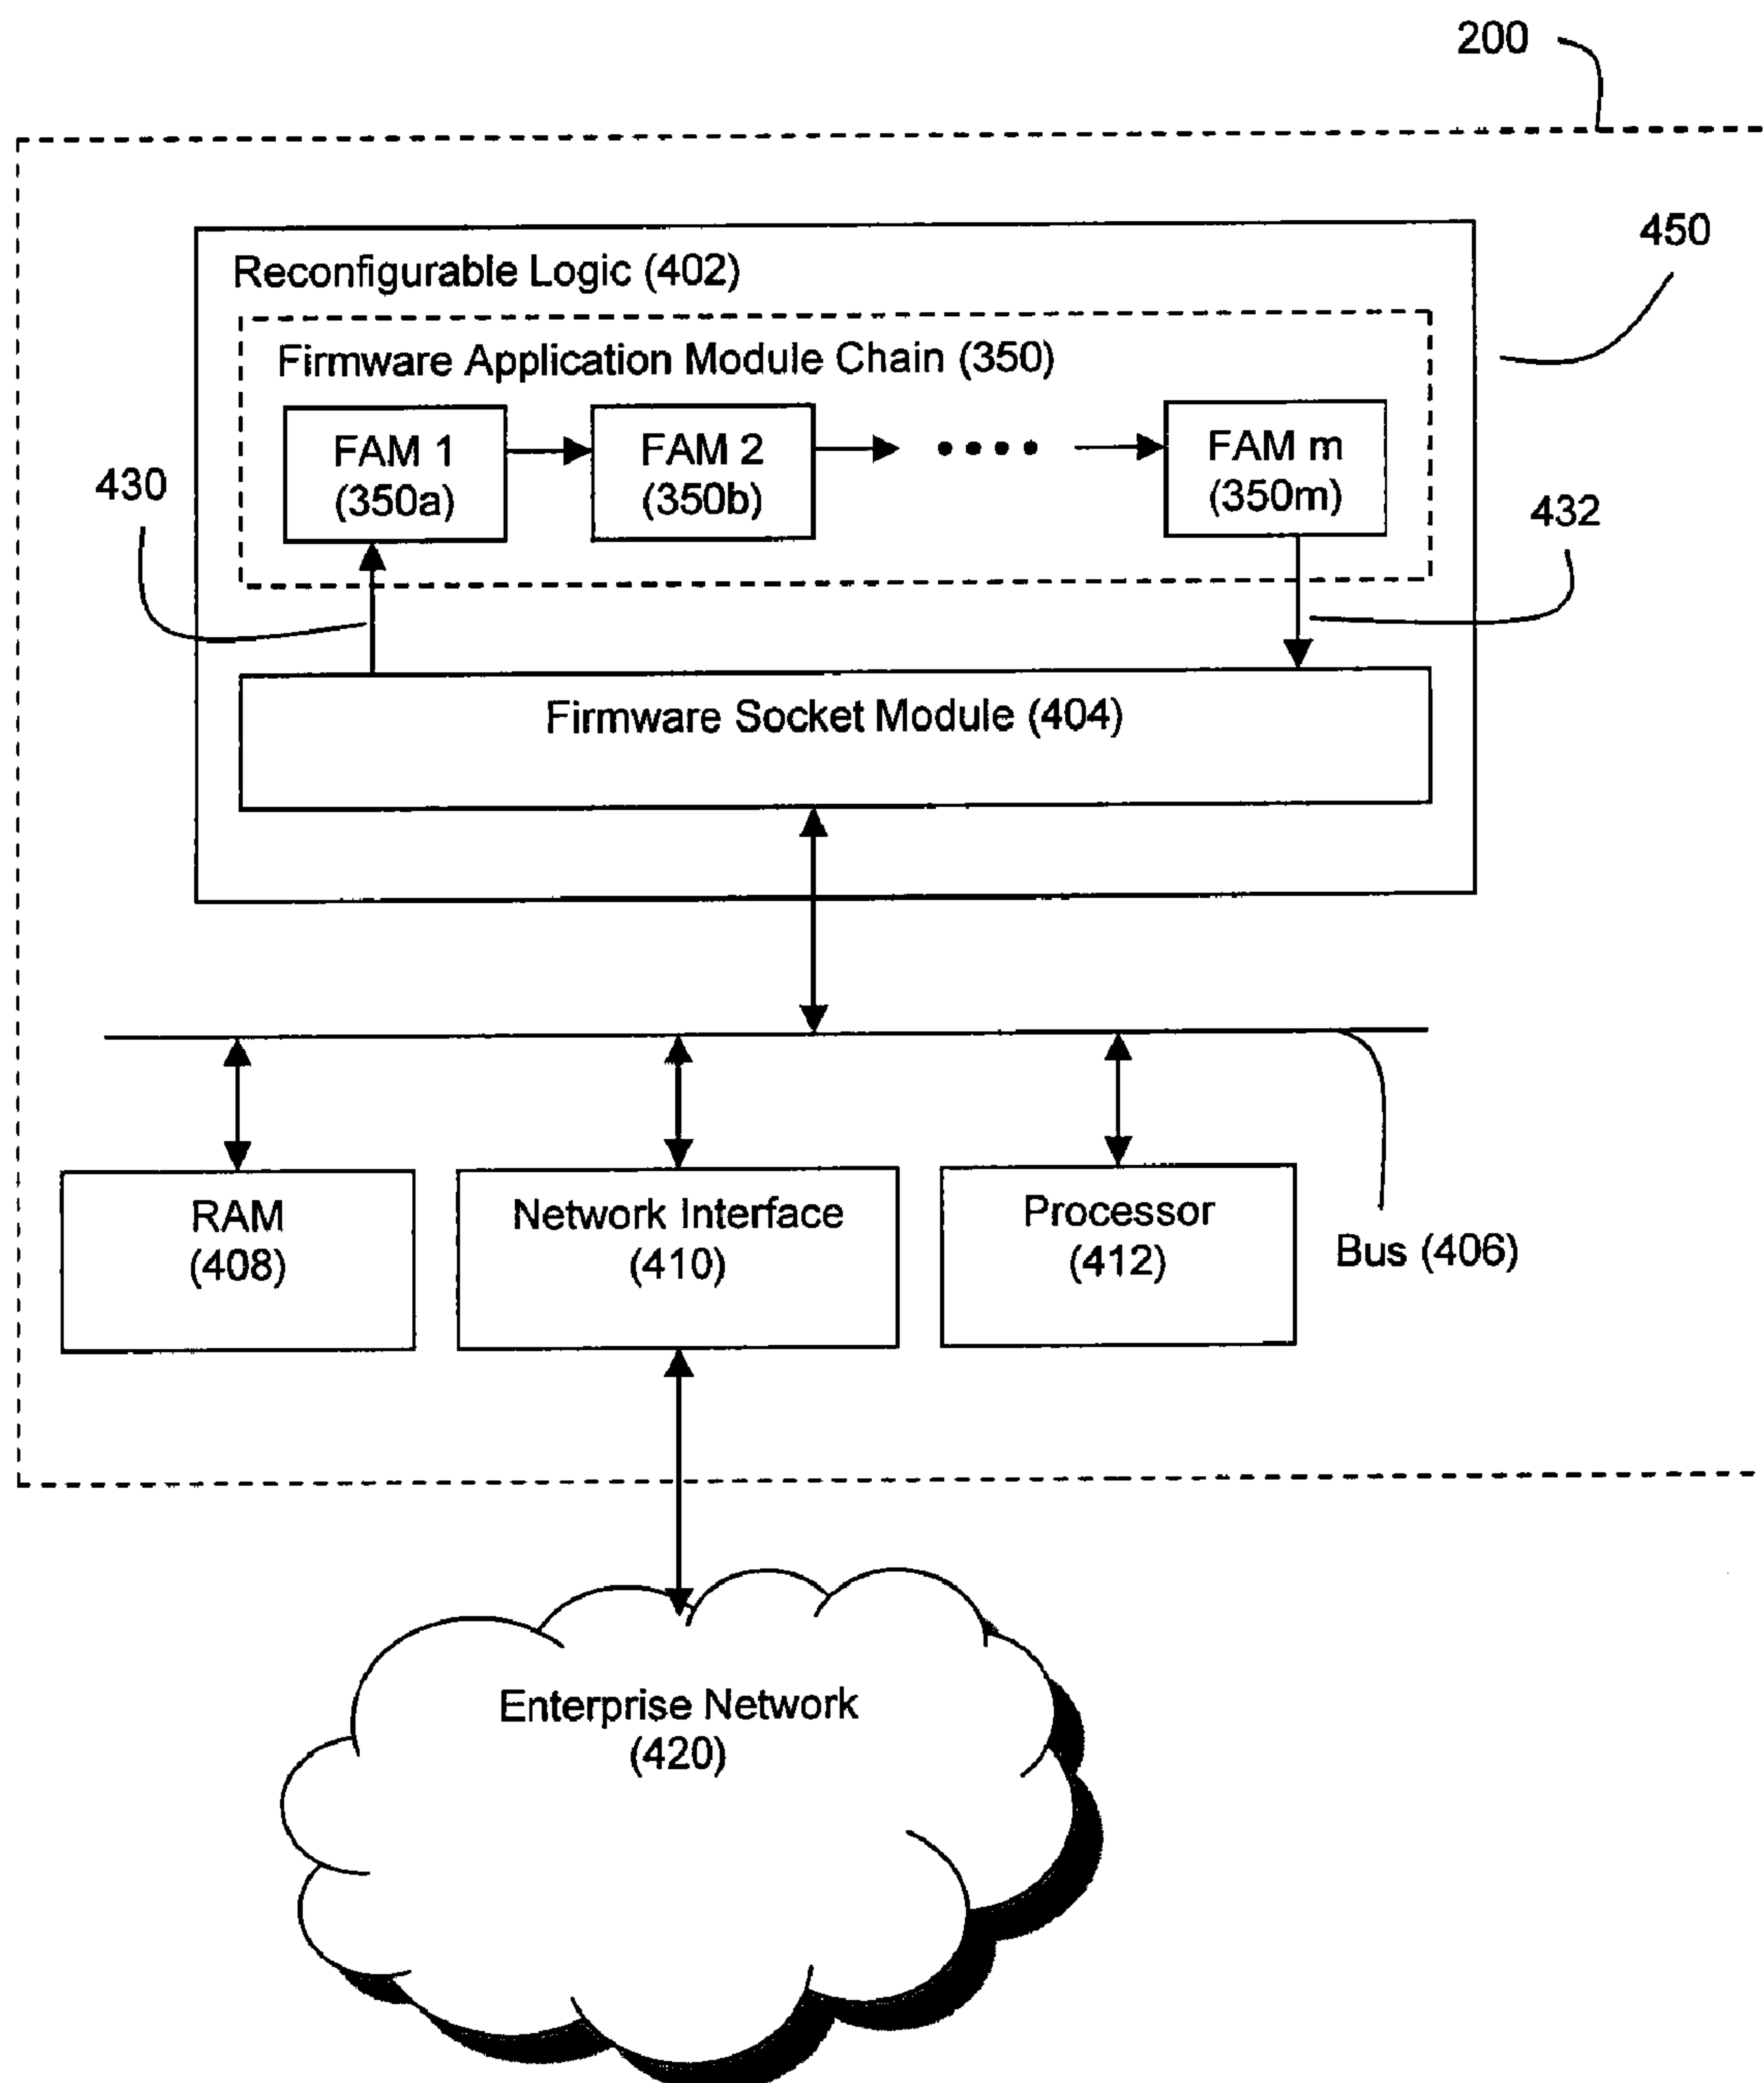 200
450
Reconfigurable Logic (402)
Firmware Application Module Chain (350)
FAM 1
(350a)
FAM 2
(350b)
FAM m
(350m)
430
432
Firmware Socket Module (404)
RAM
(408)
Network Interface
(410)
Processor
(412)
Bus (406)
Enterprise Network
(420)